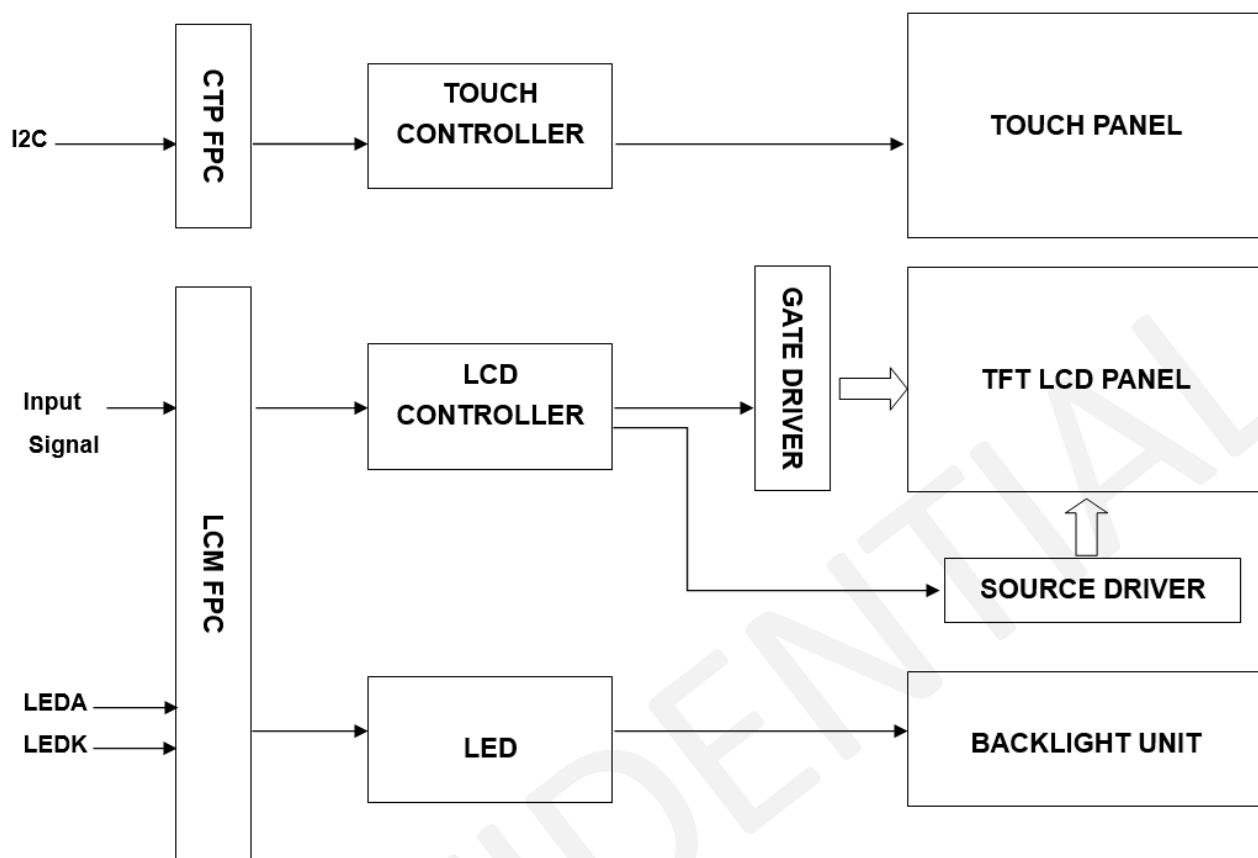 I2C
CTP FPC
TOUCH
CONTROLLER
TOUCH PANEL
Input
Signal
LCM FPC
LCD
CONTROLLER
GATE DRIVER
TFT LCD PANEL
SOURCE DRIVER
LEDA
LEDK
LED
BACKLIGHT UNIT
IDENTIAL